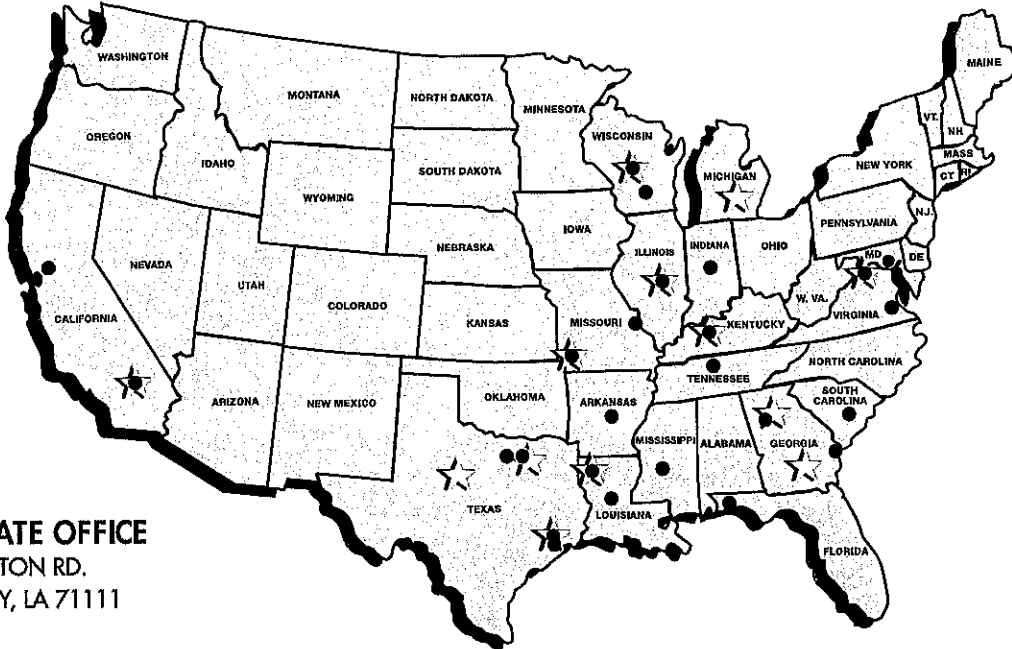 WASHINGTON
MONTANA
NORTH DAKOTA
MINNESOTA
MAINE
OREGON
IDAHO
WYOMING
SOUTH DAKOTA
WISCONSIN
MICHIGAN
NEW YORK
VT.
NH
MASS
CT
RI
NEVADA
UTAH
COLORADO
NEBRASKA
IOWA
ILLINOIS
INDIANA
OHIO
PENNSYLVANIA
N.J.
MD
DE
CALIFORNIA
KANSAS
MISSOURI
KENTUCKY
W. VA.
VIRGINIA
ARIZONA
NEW MEXICO
OKLAHOMA
ARKANSAS
TENNESSEE
NORTH CAROLINA
SOUTH
CAROLINA
TEXAS
LOUISIANA
MISSISSIPPI
ALABAMA
GEORGIA
FLORIDA
ATE OFFICE
TON RD.
Y, LA 71111